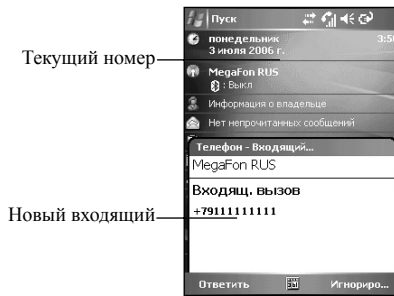 Пуск
понедельник
3:50
3 июля 2006 г.
Текущий номер
MegaFon RUS
: Выкл
Информация о владельце
Нет непрочитанных сообщений
Телефон - Входящий...
MegaFon RUS
Входящ. вызов
Новый входящий
+79111111111
Ответить
Игнориро...